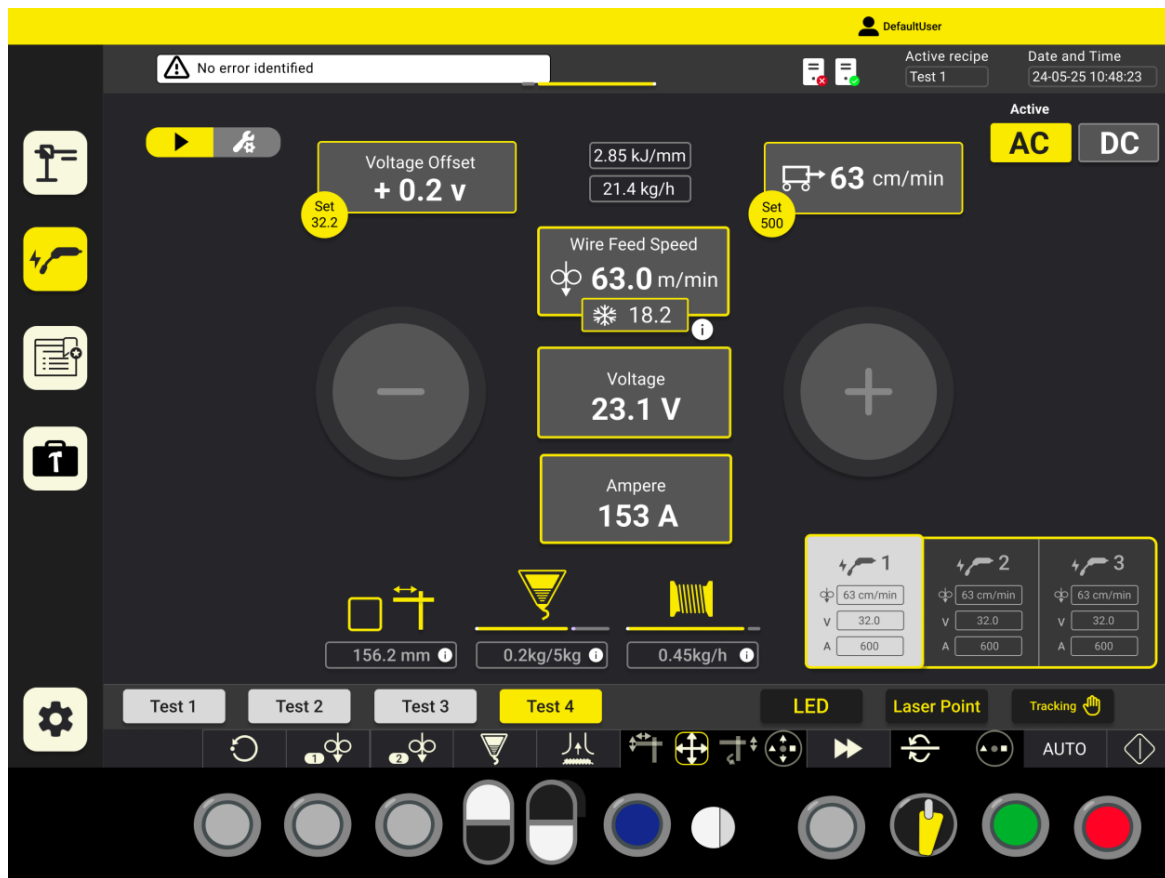 DefaultUser
No error identified
Active recipe
Test 1
Date and Time
24-05-25 10:48:23
Active
AC
DC
Voltage Offset
+ 0.2 v
Set
32.2
2.85 kJ/mm
21.4 kg/h
63 cm/min
Set
500
Wire Feed Speed
63.0 m/min
18.2
i
Voltage
23.1 V
Ampere
153 A
1
63 cm/min
V 32.0
A 600
2
63 cm/min
V 32.0
A 600
3
63 cm/min
V 32.0
A 600
156.2 mm i
0.2kg/5kg i
0.45kg/h i
Test 1
Test 2
Test 3
Test 4
LED
Laser Point
Tracking
1
2
AUTO